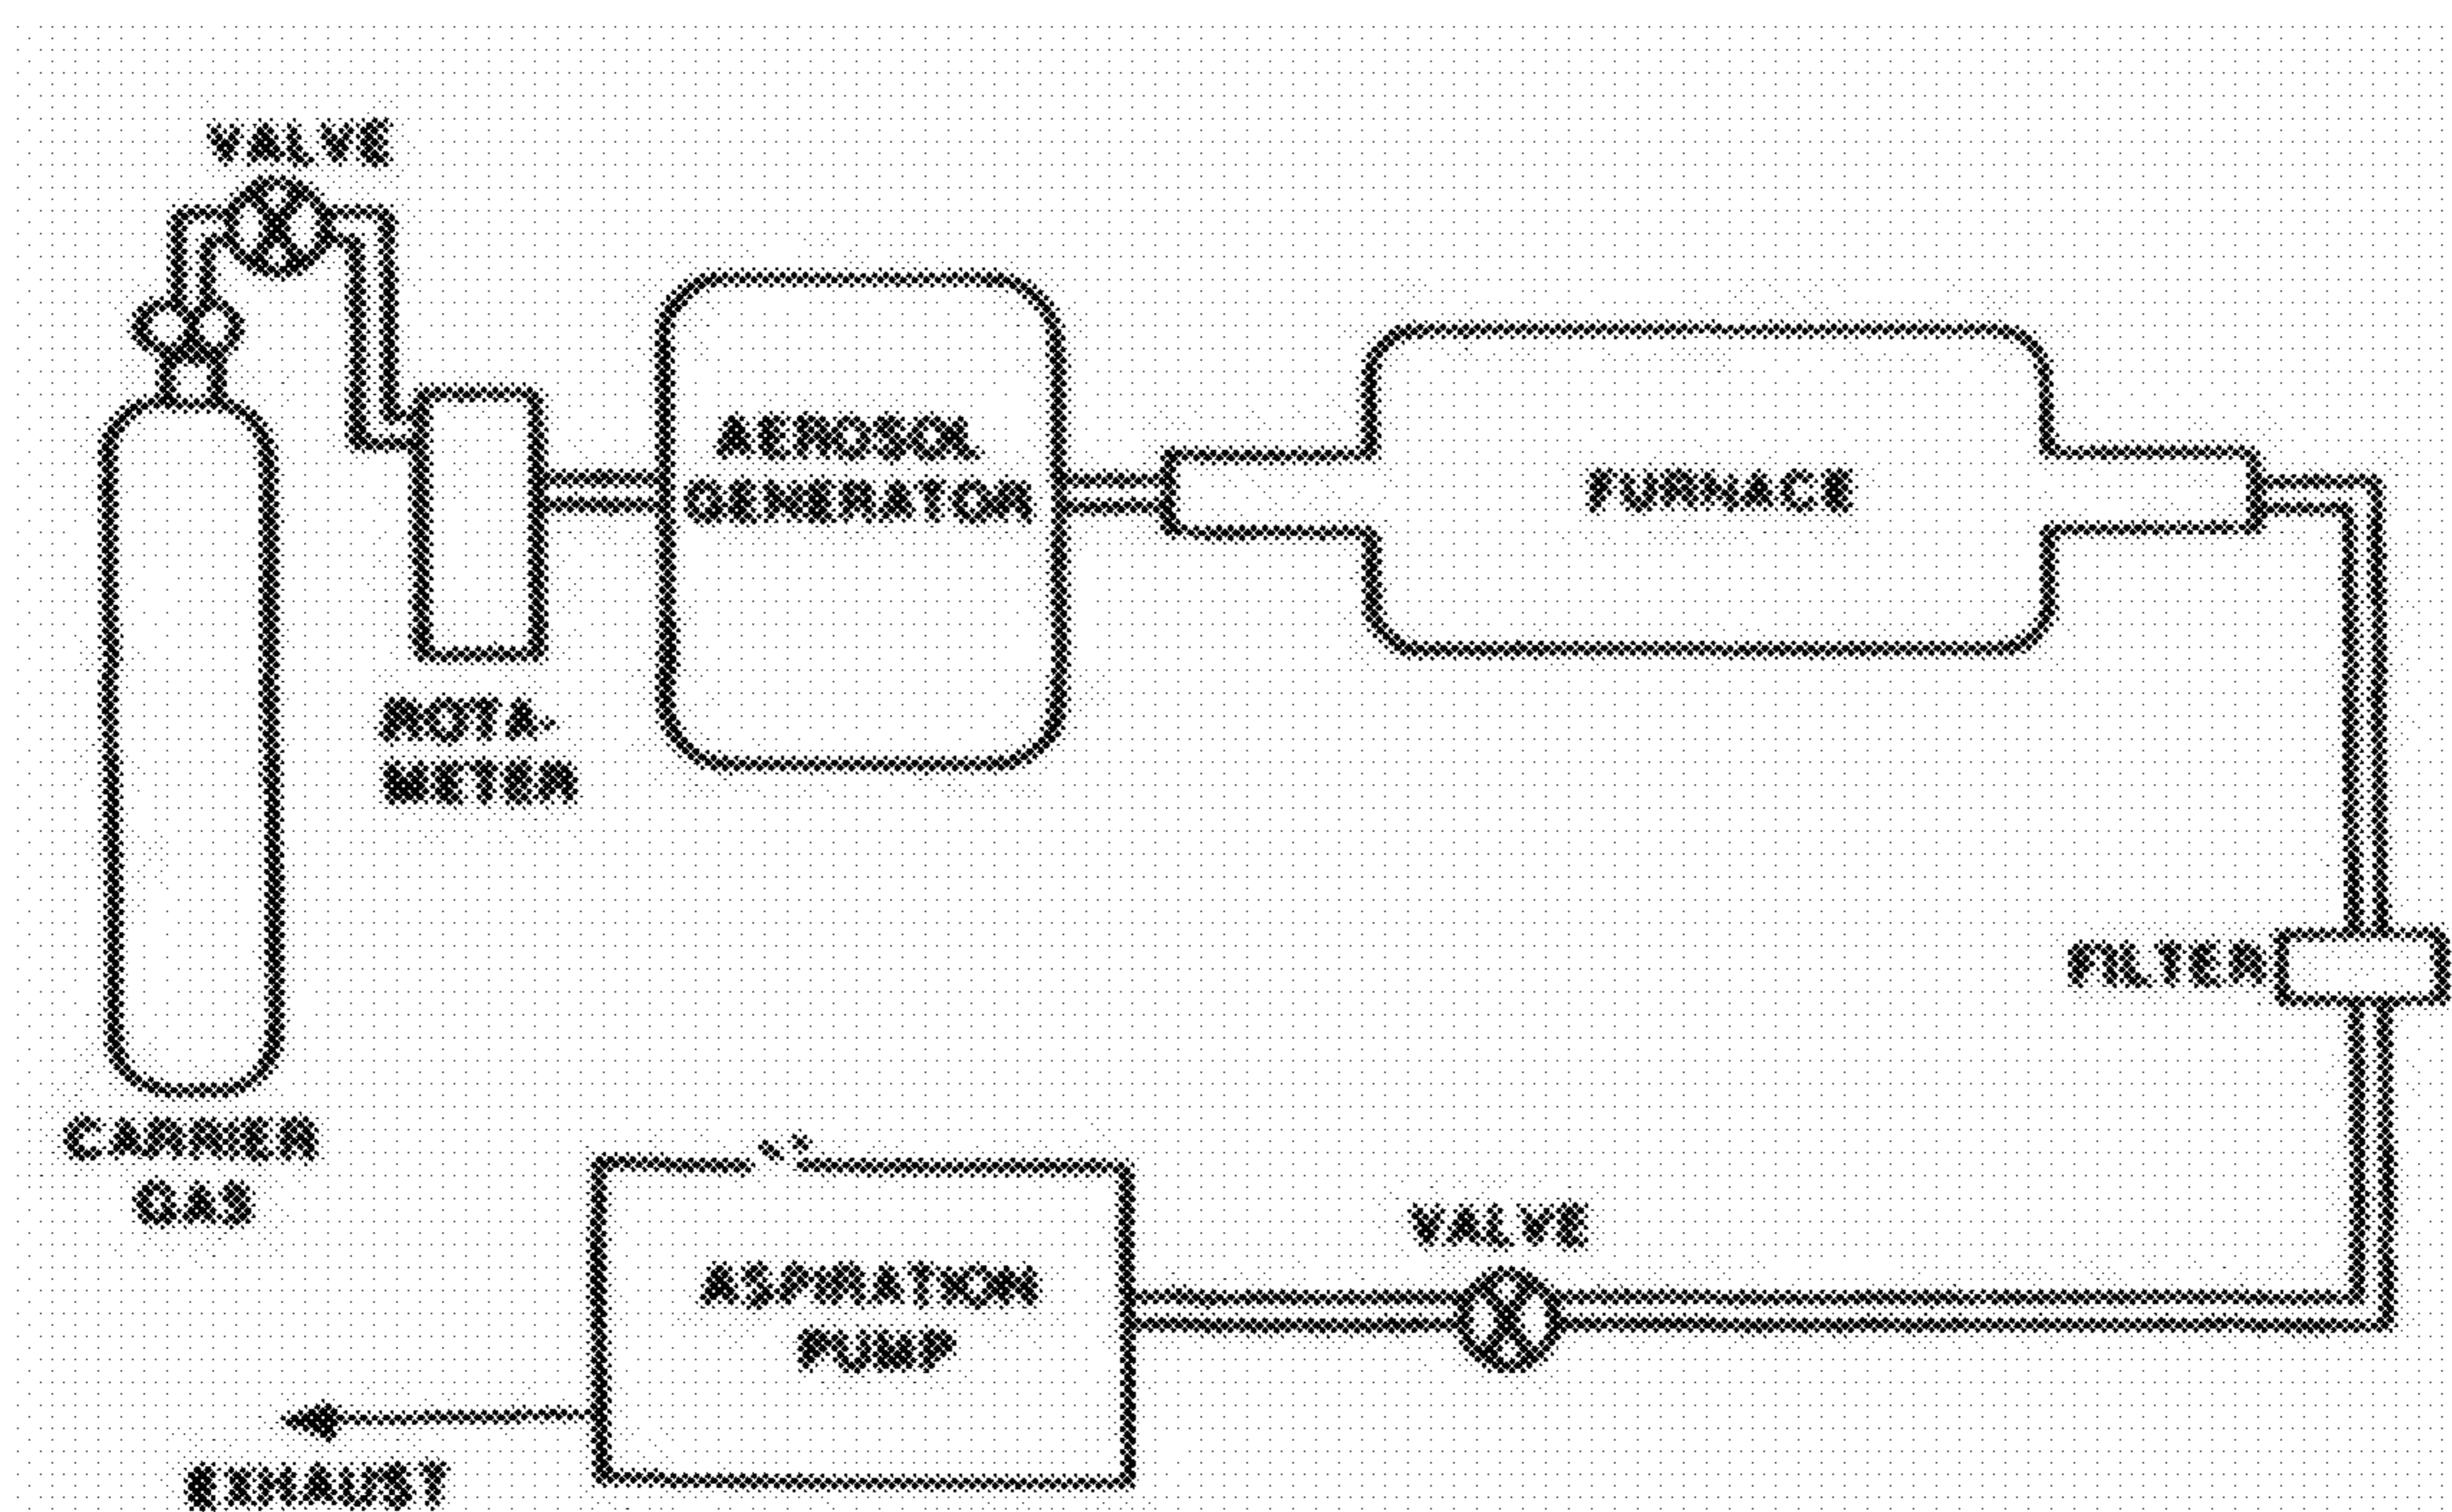 VALVE
AEROSOL
GENERATOR
FURNACE
ROTA-
METER
FILTER
CARRIER
GAS
VALVE
ASPIRATION
PUMP
EXHAUST